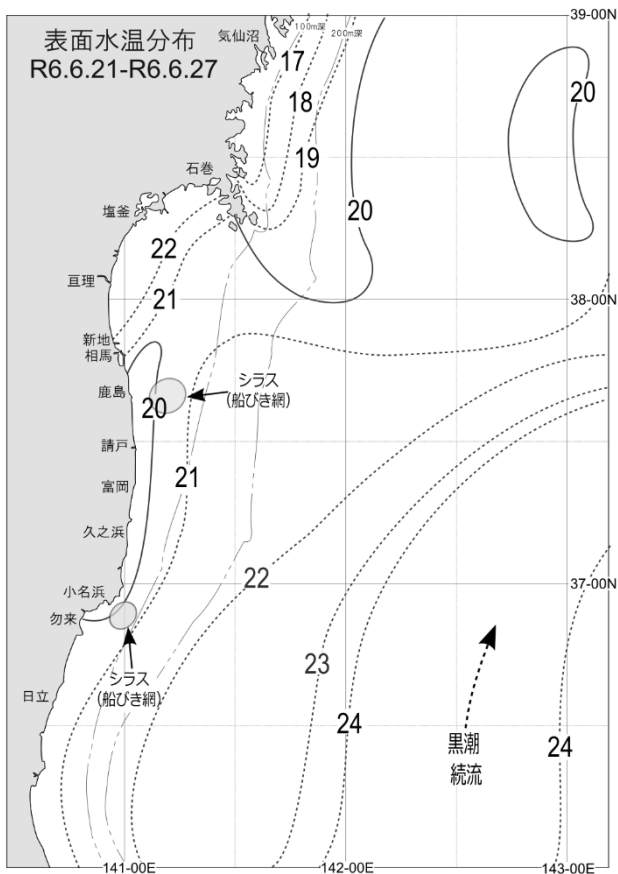 表面水温分布
R6.6.21-R6.6.27
気仙沼
100m深
200m深
39-00N
17
18
19
20
20
石巻
塩釜
22
亘理
21
38-00N
新地
相馬
鹿島
20
シラス
(船びき網)
請戸
21
富岡
久之浜
22
37-00N
小名浜
勿来
シラス
(船びき網)
日立
23
24
黒潮
続流
24
141-00E
142-00E
143-00E